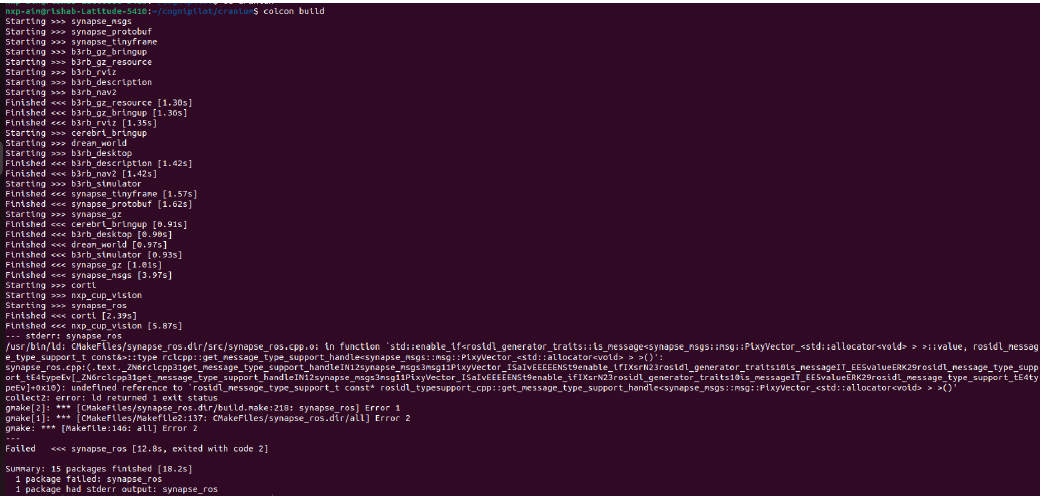 nxp-aim@rishab-Latitude-5410:~/cognipilot/cranium$ colcon build
Starting >>> synapse_msgs
Starting >>> synapse_protobuf
Starting >>> synapse_tinyframe
Starting >>> b3rb_gz_bringup
Starting >>> b3rb_gz_resource
Starting >>> b3rb_rviz
Starting >>> b3rb_description
Starting >>> b3rb_nav2
Finished <<< b3rb_gz_resource [1.30s]
Finished <<< b3rb_gz_bringup [1.36s]
Finished <<< b3rb_rviz [1.35s]
Starting >>> cerebri_bringup
Starting >>> dream_world
Starting >>> b3rb_desktop
Finished <<< b3rb_description [1.42s]
Finished <<< b3rb_nav2 [1.42s]
Starting >>> b3rb_simulator
Finished <<< synapse_tinyframe [1.57s]
Finished <<< synapse_protobuf [1.62s]
Starting >>> synapse_gz
Finished <<< cerebri_bringup [0.91s]
Finished <<< b3rb_desktop [0.90s]
Finished <<< dream_world [0.97s]
Finished <<< b3rb_simulator [0.93s]
Finished <<< synapse_gz [1.01s]
Finished <<< synapse_msgs [3.97s]
Starting >>> corti
Starting >>> nxp_cup_vision
Starting >>> synapse_ros
Finished <<< corti [2.39s]
Finished <<< nxp_cup_vision [5.87s]
--- stderr: synapse_ros
/usr/bin/ld: CMakeFiles/synapse_ros.dir/src/synapse_ros.cpp.o: in function `std::enable_if<rosidl_generator_traits::is_message<synapse_msgs::msg::PixyVector_<std::allocator<void> > >::value, rosidl_messag
e_type_support_t const&>::type rclcpp::get_message_type_support_handle<synapse_msgs::msg::PixyVector_<std::allocator<void> > >()':
synapse_ros.cpp:(.text._ZN6rclcpp31get_message_type_support_handleIN12synapse_msgs3msg11PixyVector_ISaIvEEEEENSt9enable_ifIXsrN23rosidl_generator_traits10is_messageIT_EE5valueERK29rosidl_message_type_supp
ort_tE4typeEv[_ZN6rclcpp31get_message_type_support_handleIN12synapse_msgs3msg11PixyVector_ISaIvEEEEENSt9enable_ifIXsrN23rosidl_generator_traits10is_messageIT_EE5valueERK29rosidl_message_type_support_tE4ty
peEv]+0x10): undefined reference to `rosidl_message_type_support_t const* rosidl_typesupport_cpp::get_message_type_support_handle<synapse_msgs::msg::PixyVector_<std::allocator<void> > >()'
collect2: error: ld returned 1 exit status
gmake[2]: *** [CMakeFiles/synapse_ros.dir/build.make:218: synapse_ros] Error 1
gmake[1]: *** [CMakeFiles/Makefile2:137: CMakeFiles/synapse_ros.dir/all] Error 2
gmake: *** [Makefile:146: all] Error 2
---
Failed   <<< synapse_ros [12.8s, exited with code 2]
Summary: 15 packages finished [18.2s]
1 package failed: synapse_ros
1 package had stderr output: synapse_ros